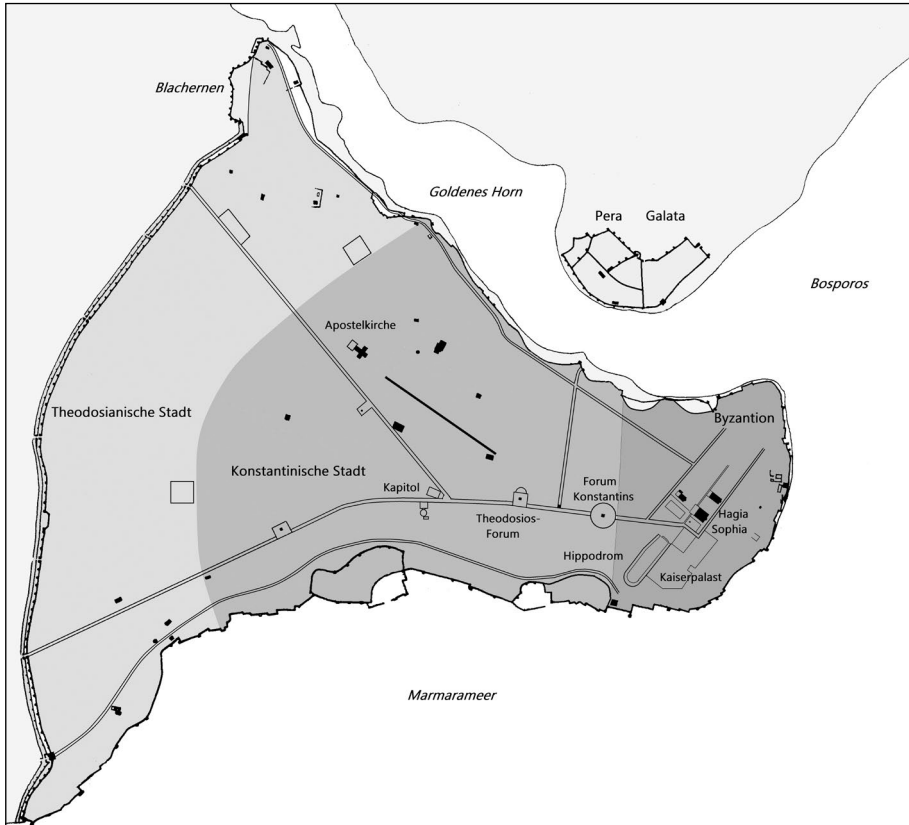 Blachernen
Goldenes Horn
Pera Galata
Bosporos
Apostelkirche
Theodosianische Stadt
Byzantion
Konstantinische Stadt
Kapitol
Forum
Konstantins
Theodosios-
Forum
Hagia
Sophia
Hippodrom
Kaiserpalast
Marmarameer